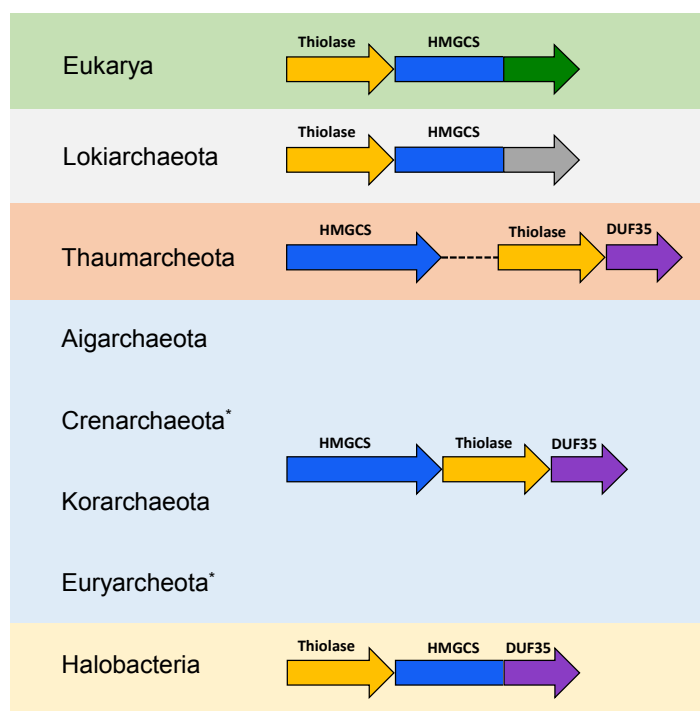 Thiolase HMGCS
Eukarya
Thiolase HMGCS
Lokiarchaeota
HMGCS Thiolase DUF35
Thaumarcheota
Aigarchaeota
Crenarchaeota*
HMGCS Thiolase DUF35
Korarchaeota
Euryarcheota*
Thiolase HMGCS DUF35
Halobacteria